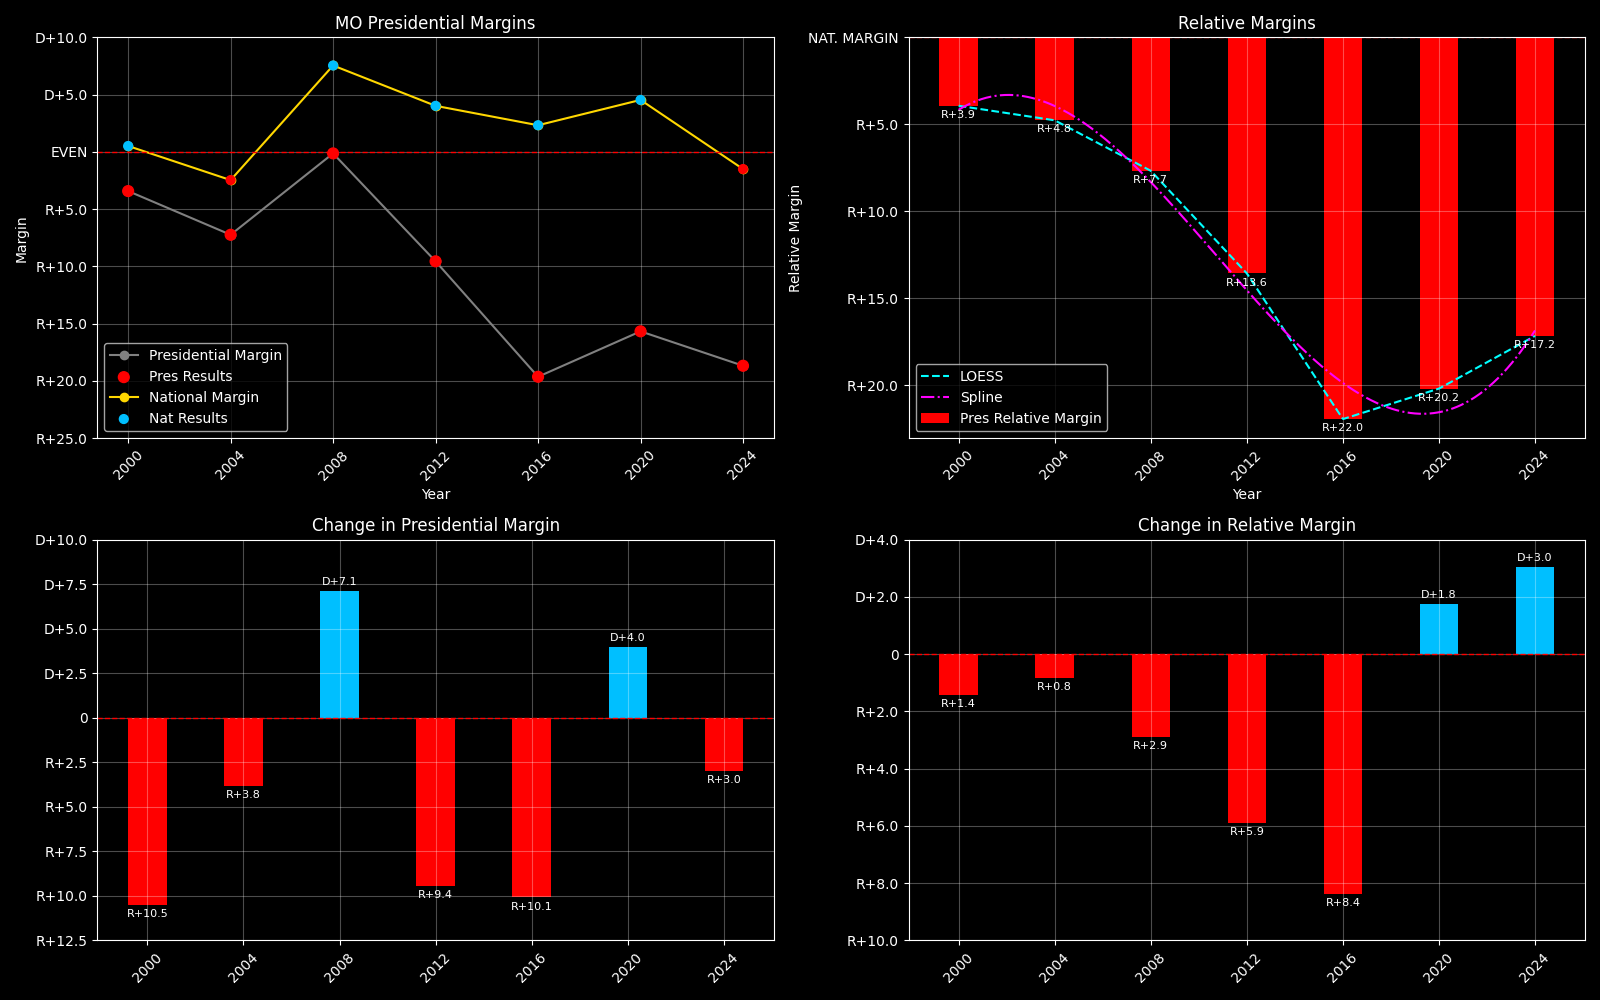 MO Presidential Margins
D+10.0
D+5.0
EVEN
R+5.0
R+10.0
R+15.0
R+20.0
R+25.0
Margin
Presidential Margin
Pres Results
National Margin
Nat Results
2000
2004
2008
2012
2016
2020
2024
Year
Relative Margins
NAT. MARGIN
R+5.0
R+10.0
R+15.0
R+20.0
Relative Margin
R+3.9
R+4.8
R+7.7
R+13.6
R+22.0
R+20.2
R+17.2
LOESS
Spline
Pres Relative Margin
2000
2004
2008
2012
2016
2020
2024
Year
Change in Presidential Margin
D+10.0
D+7.5
D+5.0
D+2.5
0
R+2.5
R+5.0
R+7.5
R+10.0
R+12.5
R+10.5
R+3.8
D+7.1
R+9.4
R+10.1
D+4.0
R+3.0
2000
2004
2008
2012
2016
2020
2024
Change in Relative Margin
D+4.0
D+2.0
0
R+2.0
R+4.0
R+6.0
R+8.0
R+10.0
R+1.4
R+0.8
R+2.9
R+5.9
R+8.4
D+1.8
D+3.0
2000
2004
2008
2012
2016
2020
2024